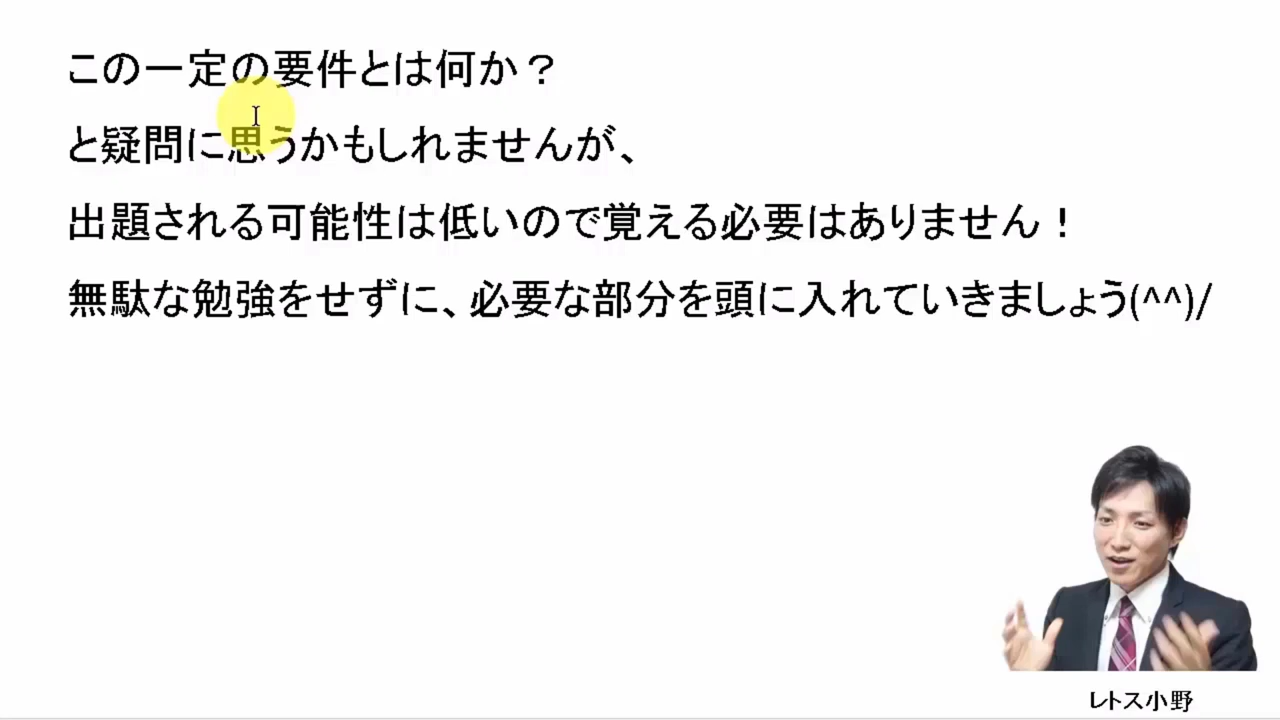 この一定の要件とは何か？
と疑問に思うかもしれませんが、
出題される可能性は低いので覚える必要はありません！
無駄な勉強をせずに、必要な部分を頭に入れていきましょう(^^)/
レトス小野